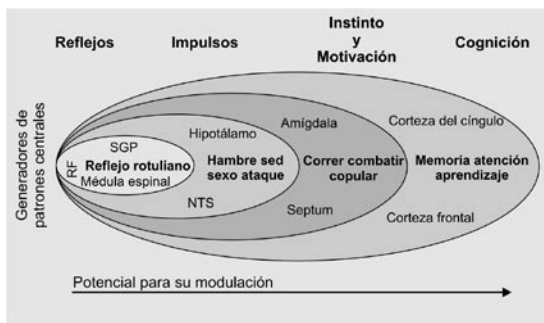 Reflejos
Impulsos
Instinto
y
Motivación
Cognición
Generadores de
patrones centrales
RF
SGP
Reflejo rotuliano
Médula espinal
Hipotálamo
Hambre sed
sexo ataque
NTS
Amígdala
Correr combatir
copular
Septum
Corteza del cíngulo
Memoria atención
aprendizaje
Corteza frontal
Potencial para su modulación